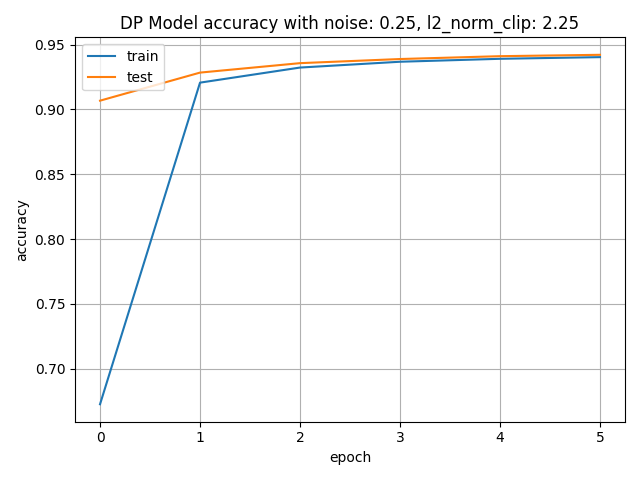 DP Model accuracy with noise: 0.25, l2_norm_clip: 2.25
train
test
0.95
0.90
0.85
0.80
0.75
0.70
accuracy
0 1 2 3 4 5
epoch